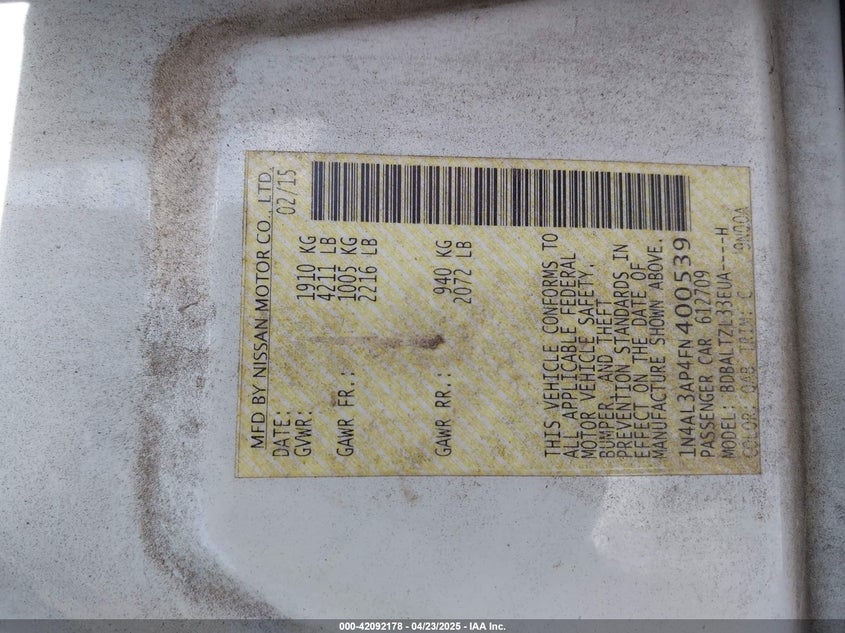 MFD BY NISSAN MOTOR CO., LTD.
DATE: 02/15
GVWR: 1910 KG
4211 LB
GAWR FR.: 1005 KG
2216 LB
GAWR RR.: 940 KG
2072 LB
THIS VEHICLE CONFORMS TO
ALL APPLICABLE FEDERAL
MOTOR VEHICLE SAFETY,
BUMPER, AND THEFT
PREVENTION STANDARDS IN
EFFECT ON THE DATE OF
MANUFACTURE SHOWN ABOVE.
1N4AL3AP4FN400539
PASSENGER CAR 612709
MODEL: BDBALTZL33EUA----H
COLOR: QAB TRIM: C
000-42092178 - 04/23/2025 - IAA Inc.